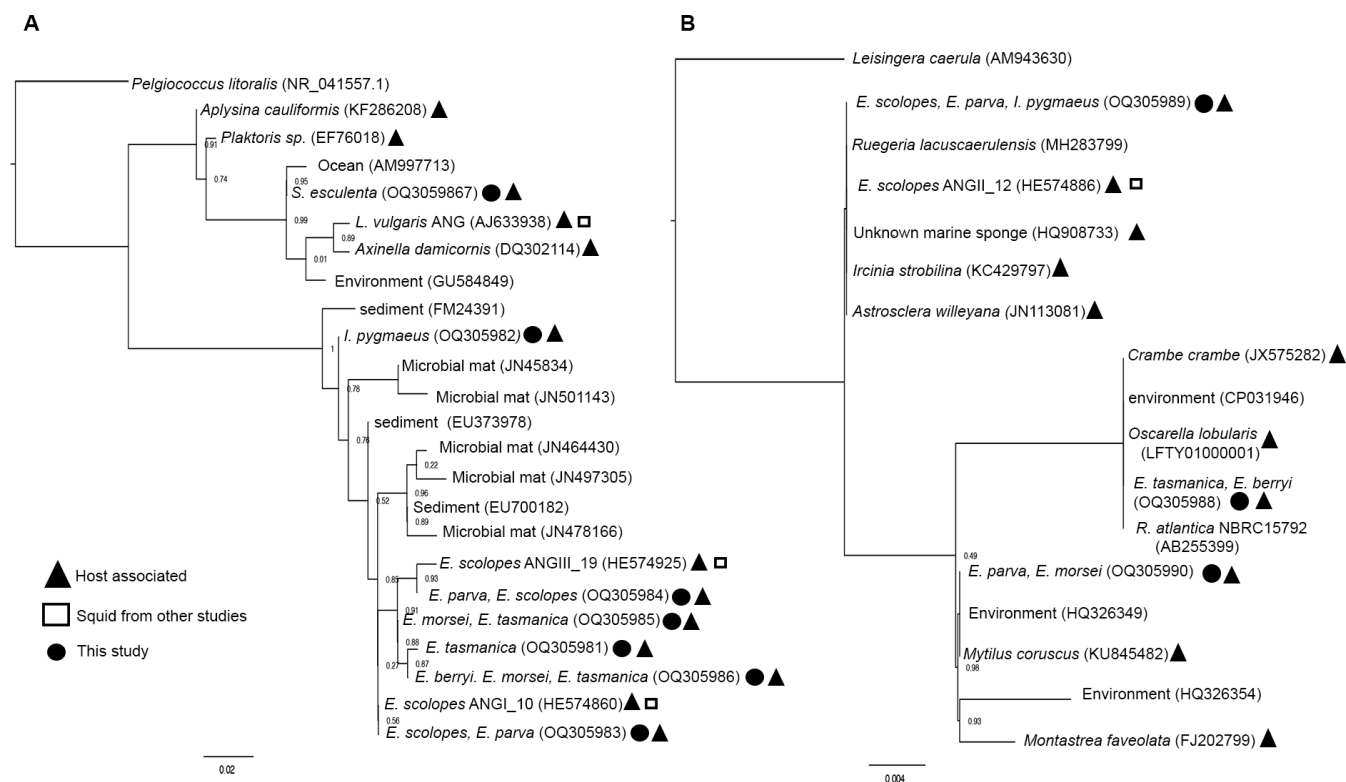 A
Pelgiococcus litoralis (NR_041557.1)
Aplysina cauliformis (KF286208)
0.91
Plaktoris sp. (EF76018)
0.74
Ocean (AM997713)
0.95
S. esculenta (OQ3059867)
0.99
L. vulgaris ANG (AJ633938)
0.89
Axinella damicornis (DQ302114)
0.01
Environment (GU584849)
sediment (FM24391)
I. pygmaeus (OQ305982)
1
Microbial mat (JN45834)
0.78
Microbial mat (JN501143)
sediment (EU373978)
0.76
Microbial mat (JN464430)
0.22
Microbial mat (JN497305)
0.96
0.52
Sediment (EU700182)
0.89
Microbial mat (JN478166)
E. scolopes ANGIII_19 (HE574925)
0.85
0.93
E. parva, E. scolopes (OQ305984)
0.91
E. morsei, E. tasmanica (OQ305985)
0.88
E. tasmanica (OQ305981)
0.27
0.87
E. berryi. E. morsei, E. tasmanica (OQ305986)
E. scolopes ANGI_10 (HE574860)
0.56
E. scolopes, E. parva (OQ305983)
Host associated
Squid from other studies
This study
0.02
B
Leisingera caerula (AM943630)
E. scolopes, E. parva, I. pygmaeus (OQ305989)
Ruegeria lacuscaerulensis (MH283799)
E. scolopes ANGII_12 (HE574886)
Unknown marine sponge (HQ908733)
Ircinia strobilina (KC429797)
Astrosclera willeyana (JN113081)
Crambe crambe (JX575282)
environment (CP031946)
Oscarella lobularis
(LFTY01000001)
E. tasmanica, E. berryi
(OQ305988)
R. atlantica NBRC15792
(AB255399)
0.49
E. parva, E. morsei (OQ305990)
Environment (HQ326349)
Mytilus coruscus (KU845482)
0.98
Environment (HQ326354)
0.93
Montastrea faveolata (FJ202799)
0.004